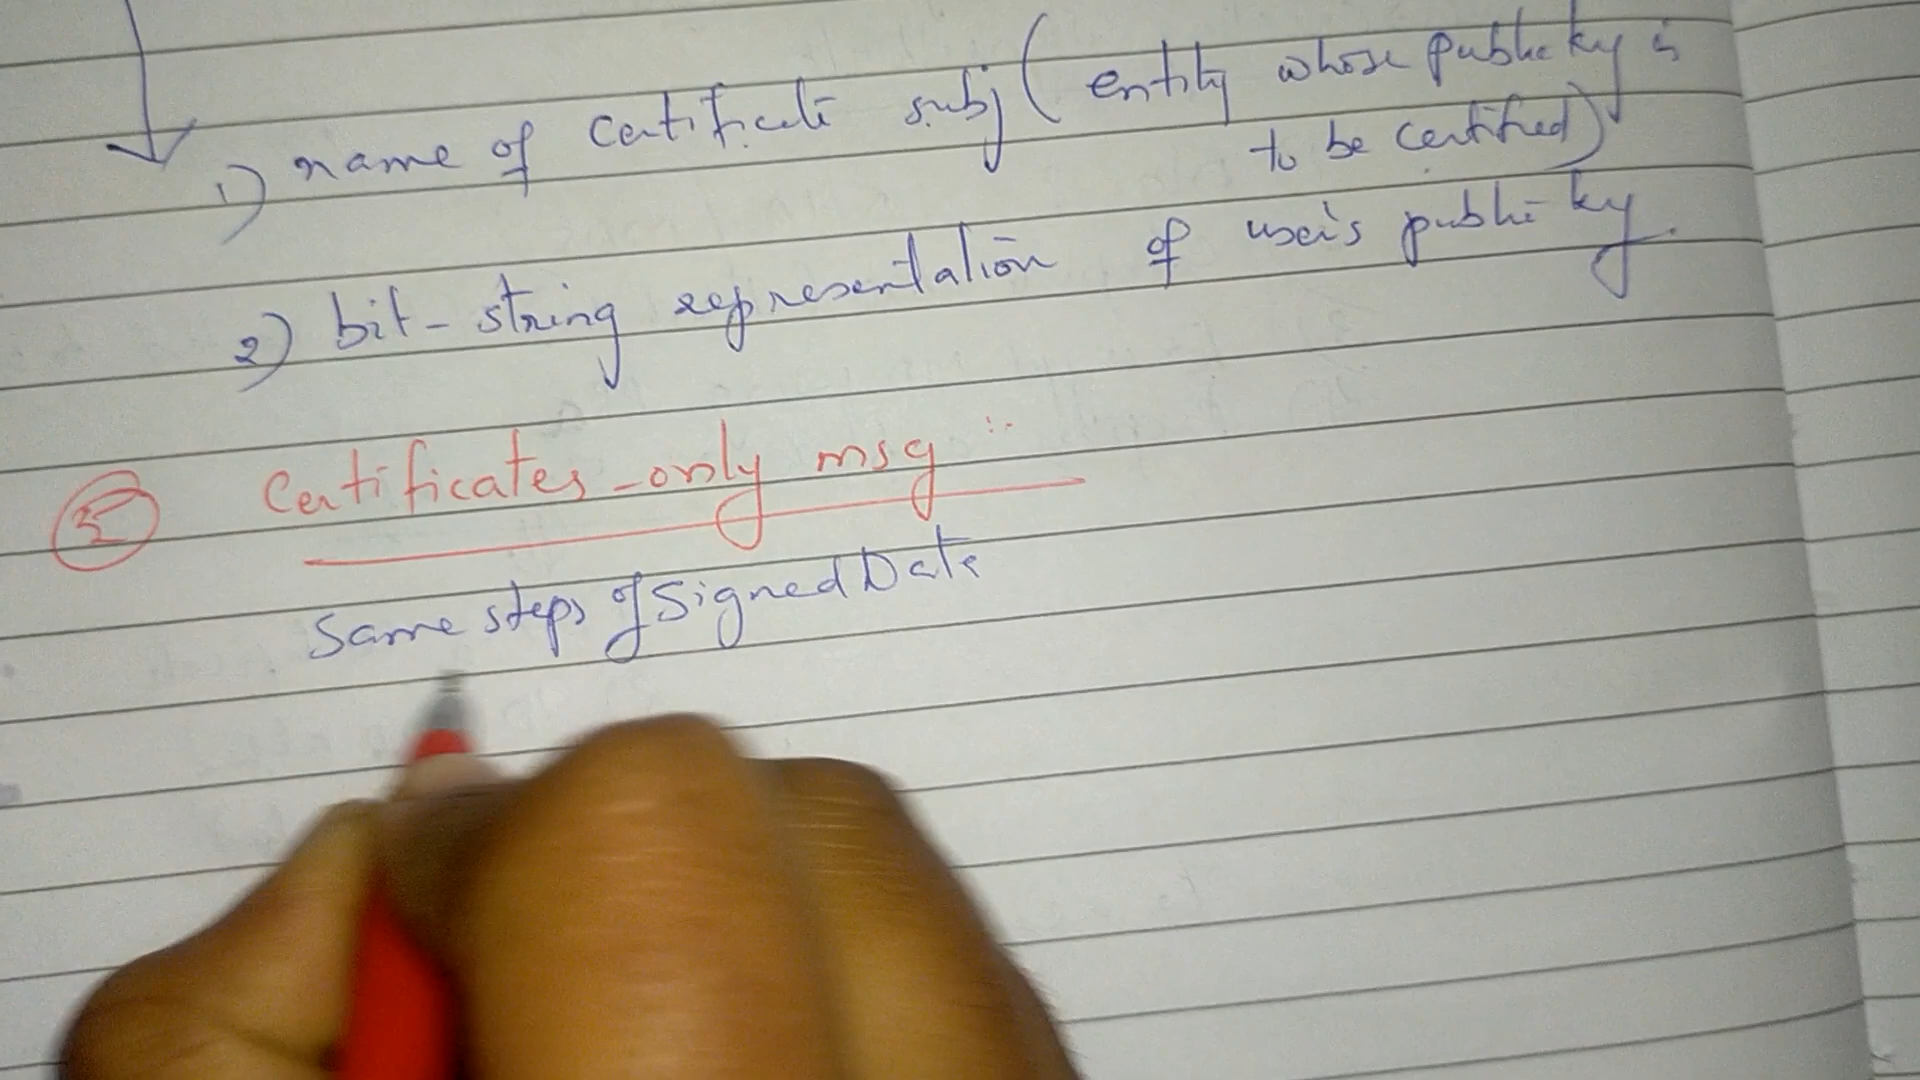 1) name of certificate subj ( entity whose public key is
to be certified)
2) bit-string representation of user's public key.
5 Certificates-only msg :-
Same steps of Signed Data